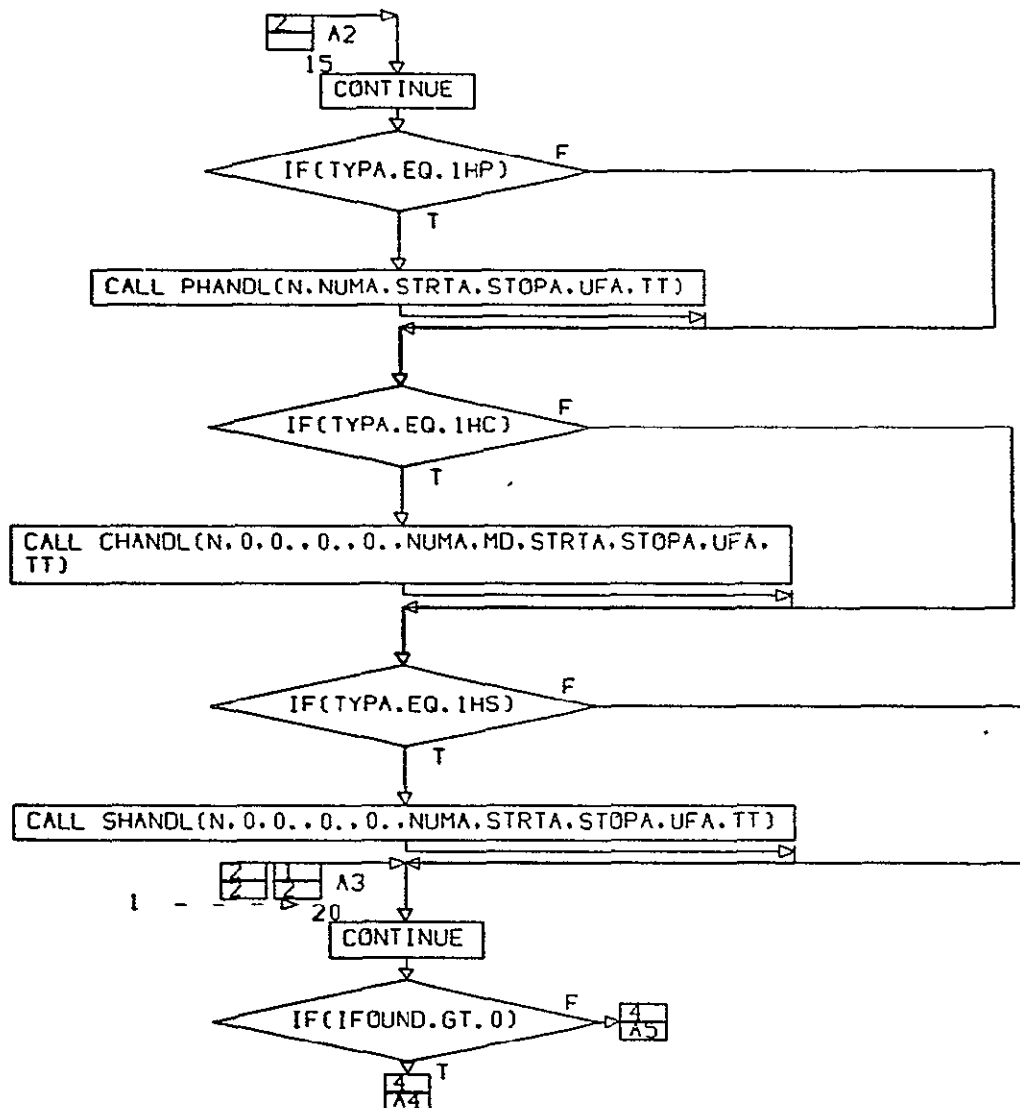 2 A2
15
CONTINUE
IF(TYPA.EQ.1HP)
F
T
CALL PHANDL(N.NUMA.STRTA.STOPA.UFA.TT)
IF(TYPA.EQ.1HC)
F
T
CALL CHANDL(N,0,0.,0.,0.,NUMA,MD,STRTA,STOPA,UFA,
TT)
IF(TYPA.EQ.1HS)
F
T
CALL SHANDL(N,0,0.,0.,0.,NUMA,STRTA,STOPA,UFA,TT)
2 1 A3
2 2
1 20
CONTINUE
IF(IFOUND.GT.0)
F
4
A5
T
4
A4